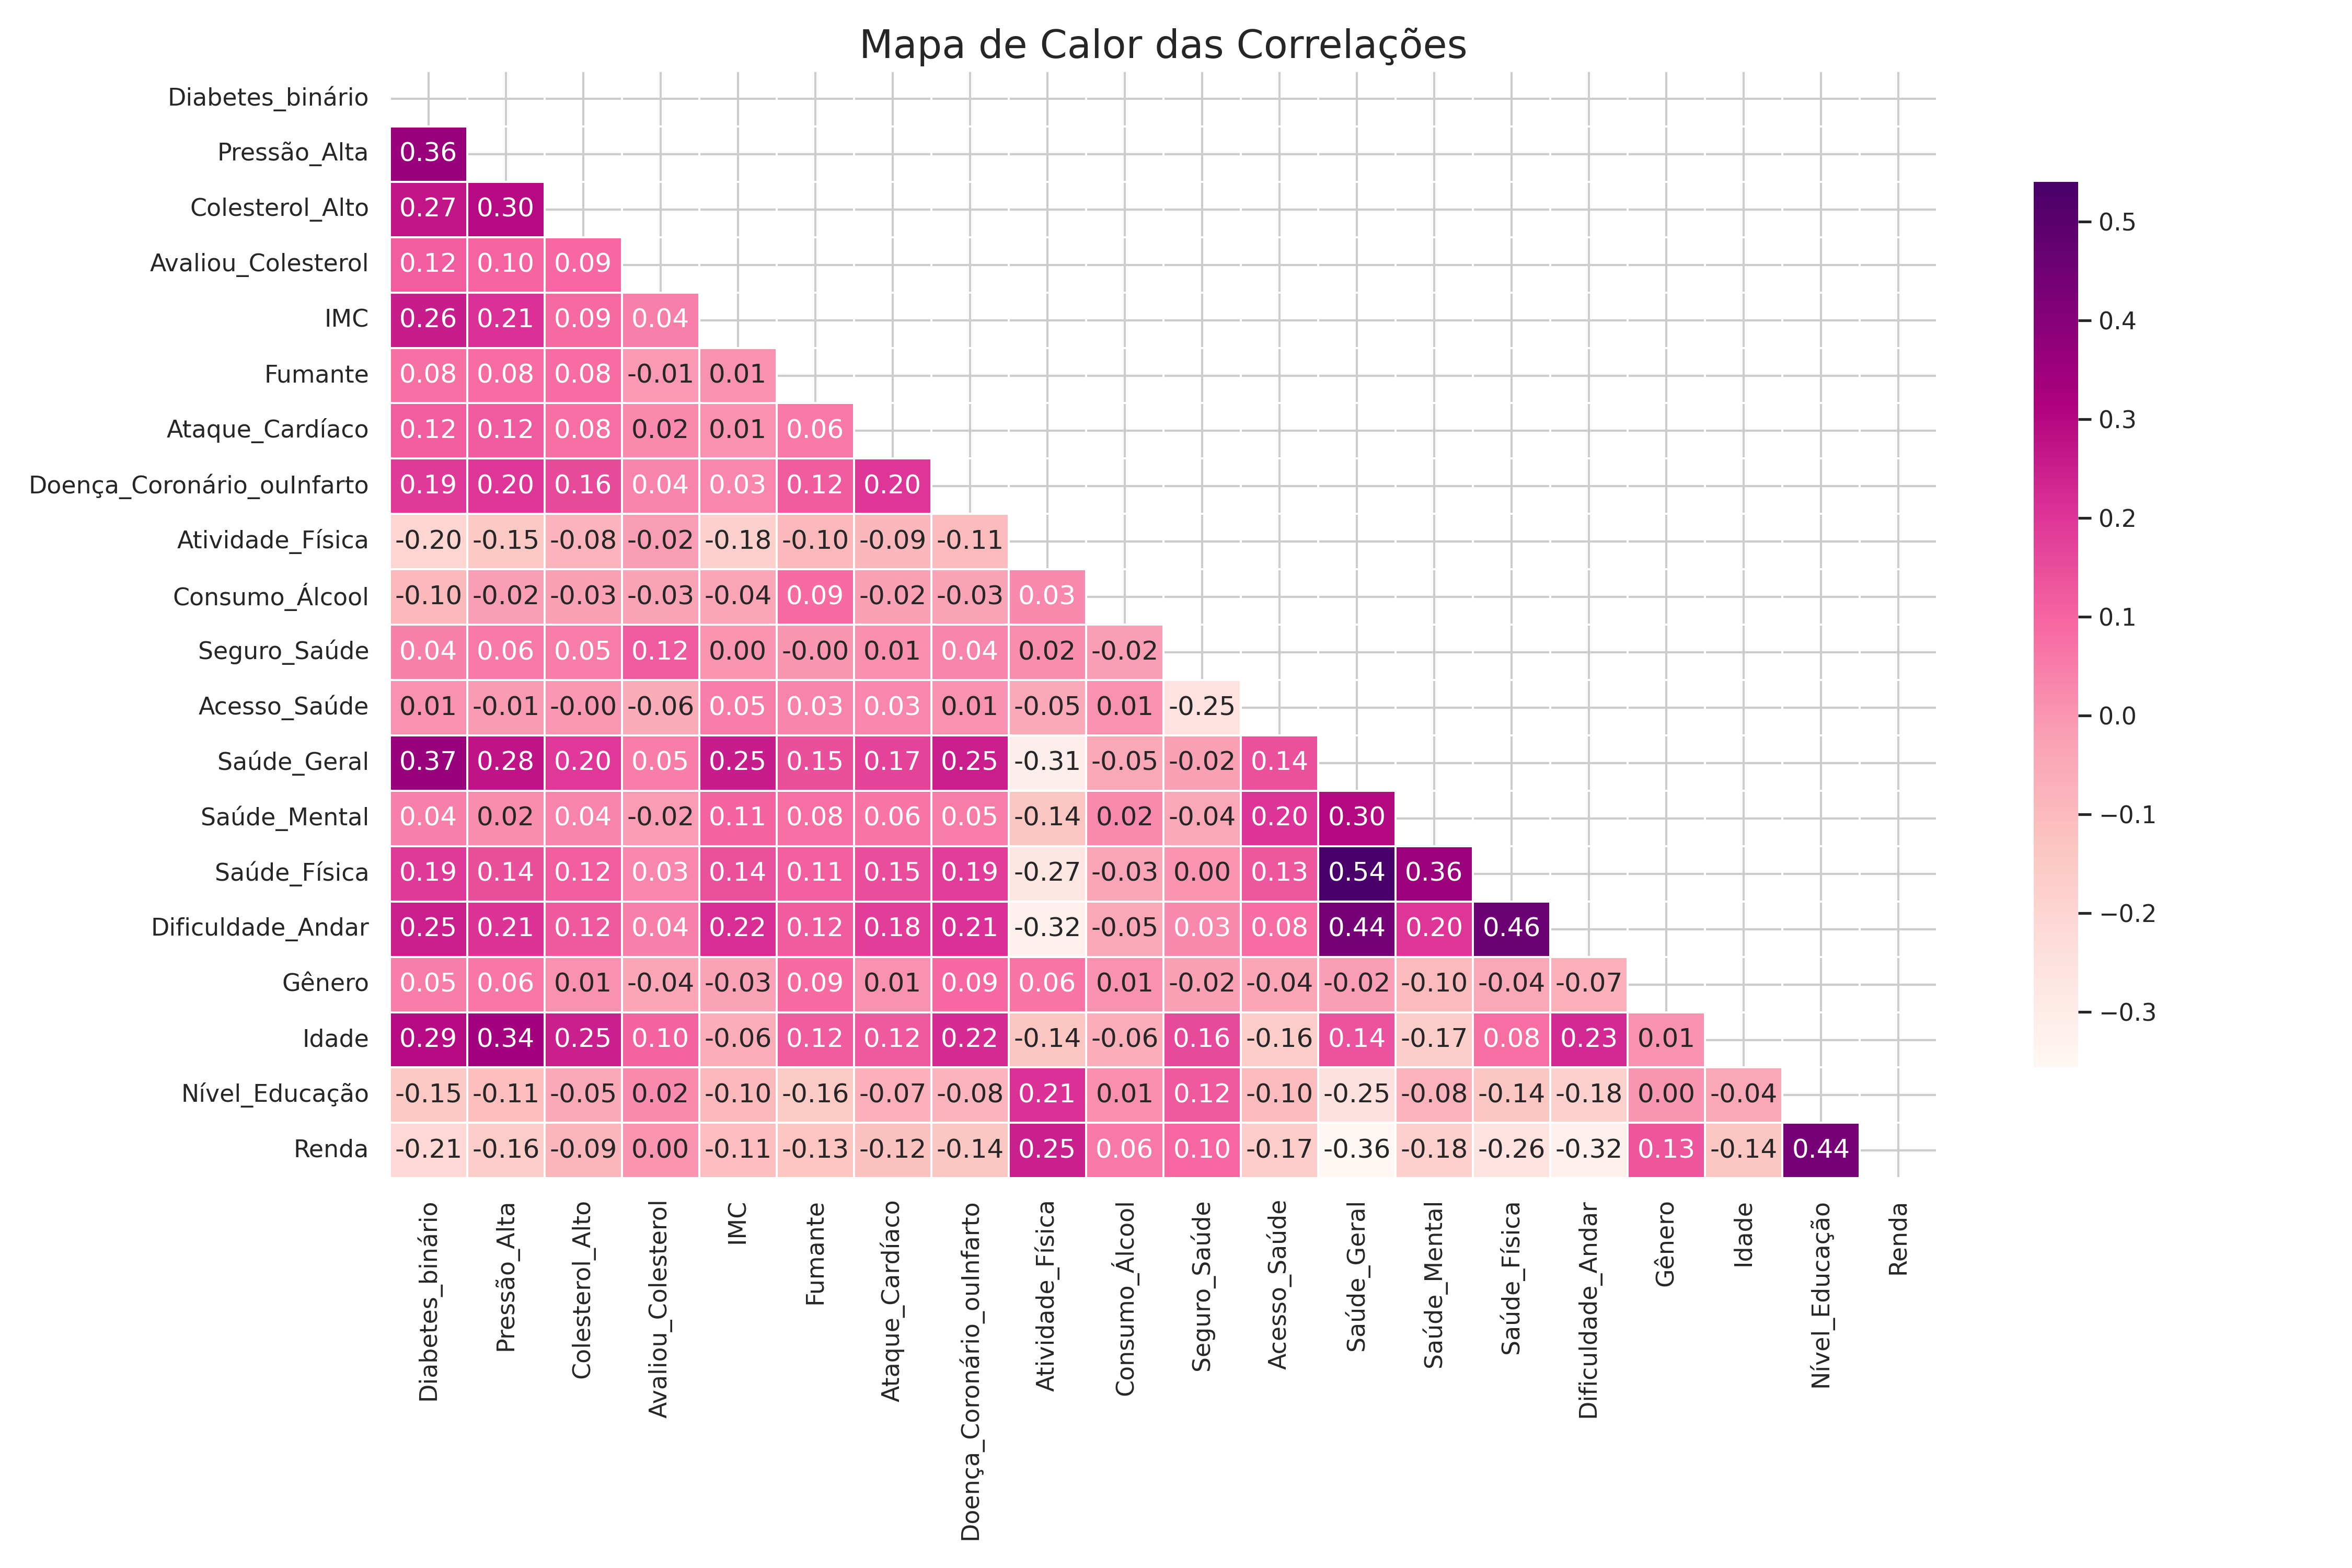 Mapa de Calor das Correlações
Diabetes_binário
Pressão_Alta 0.36
Colesterol_Alto 0.27 0.30
Avaliou_Colesterol 0.12 0.10 0.09
IMC 0.26 0.21 0.09 0.04
Fumante 0.08 0.08 0.08 -0.01 0.01
Ataque_Cardíaco 0.12 0.12 0.08 0.02 0.01 0.06
Doença_Coronário_ouInfarto 0.19 0.20 0.16 0.04 0.03 0.12 0.20
Atividade_Física -0.20 -0.15 -0.08 -0.02 -0.18 -0.10 -0.09 -0.11
Consumo_Álcool -0.10 -0.02 -0.03 -0.03 -0.04 0.09 -0.02 -0.03 0.03
Seguro_Saúde 0.04 0.06 0.05 0.12 0.00 -0.00 0.01 0.04 0.02 -0.02
Acesso_Saúde 0.01 -0.01 -0.00 -0.06 0.05 0.03 0.03 0.01 -0.05 0.01 -0.25
Saúde_Geral 0.37 0.28 0.20 0.05 0.25 0.15 0.17 0.25 -0.31 -0.05 -0.02 0.14
Saúde_Mental 0.04 0.02 0.04 -0.02 0.11 0.08 0.06 0.05 -0.14 0.02 -0.04 0.20 0.30
Saúde_Física 0.19 0.14 0.12 0.03 0.14 0.11 0.15 0.19 -0.27 -0.03 0.00 0.13 0.54 0.36
Dificuldade_Andar 0.25 0.21 0.12 0.04 0.22 0.12 0.18 0.21 -0.32 -0.05 0.03 0.08 0.44 0.20 0.46
Gênero 0.05 0.06 0.01 -0.04 -0.03 0.09 0.01 0.09 0.06 0.01 -0.02 -0.04 -0.02 -0.10 -0.04 -0.07
Idade 0.29 0.34 0.25 0.10 -0.06 0.12 0.12 0.22 -0.14 -0.06 0.16 -0.16 0.14 -0.17 0.08 0.23 0.01
Nível_Educação -0.15 -0.11 -0.05 0.02 -0.10 -0.16 -0.07 -0.08 0.21 0.01 0.12 -0.10 -0.25 -0.08 -0.14 -0.18 0.00 -0.04
Renda -0.21 -0.16 -0.09 0.00 -0.11 -0.13 -0.12 -0.14 0.25 0.06 0.10 -0.17 -0.36 -0.18 -0.26 -0.32 0.13 -0.14 0.44
Diabetes_binário
Pressão_Alta
Colesterol_Alto
Avaliou_Colesterol
IMC
Fumante
Ataque_Cardíaco
Doença_Coronário_ouInfarto
Atividade_Física
Consumo_Álcool
Seguro_Saúde
Acesso_Saúde
Saúde_Geral
Saúde_Mental
Saúde_Física
Dificuldade_Andar
Gênero
Idade
Nível_Educação
Renda
0.5
0.4
0.3
0.2
0.1
0.0
−0.1
−0.2
−0.3